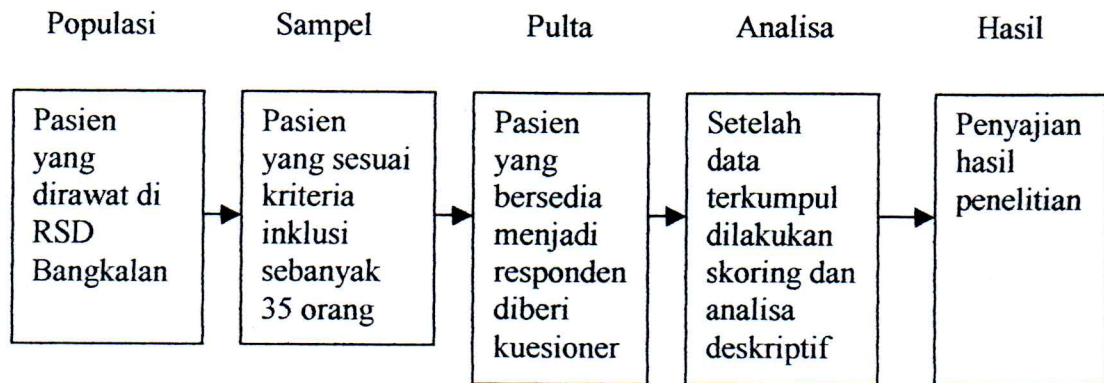 Populasi
Sampel
Pulta
Analisa
Hasil
Pasien
yang
dirawat di
RSD
Bangkalan
Pasien
yang sesuai
kriteria
inklusi
sebanyak
35 orang
Pasien
yang
bersedia
menjadi
responden
diberi
kuesioner
Setelah
data
terkumpul
dilakukan
skoring dan
analisa
deskriptif
Penyajian
hasil
penelitian